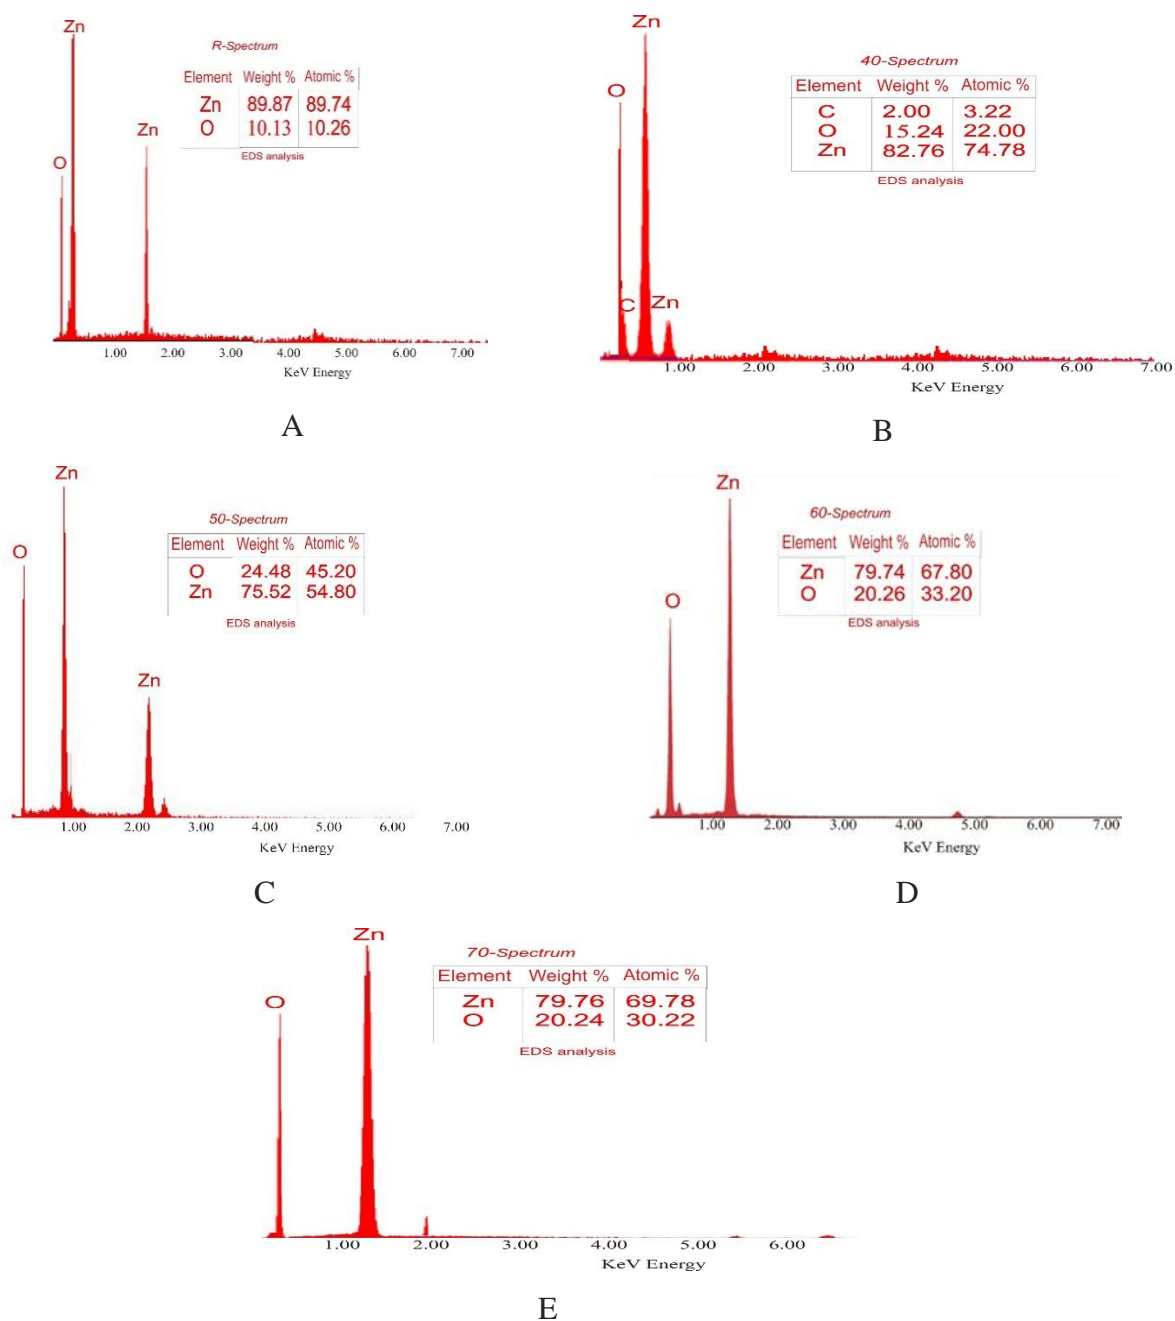 Zn
R-Spectrum
Element Weight % Atomic %
Zn 89.87 89.74
O 10.13 10.26
EDS analysis
Zn
O
1.00 2.00 3.00 4.00 5.00 6.00 7.00
KeV Energy
A
Zn
40-Spectrum
Element Weight % Atomic %
C 2.00 3.22
O 15.24 22.00
Zn 82.76 74.78
EDS analysis
O
C
Zn
1.00 2.00 3.00 4.00 5.00 6.00 7.00
KeV Energy
B
Zn
50-Spectrum
Element Weight % Atomic %
O 24.48 45.20
Zn 75.52 54.80
EDS analysis
O
Zn
1.00 2.00 3.00 4.00 5.00 6.00 7.00
KeV Energy
C
Zn
60-Spectrum
Element Weight % Atomic %
Zn 79.74 67.80
O 20.26 33.20
EDS analysis
O
1.00 2.00 3.00 4.00 5.00 6.00 7.00
KeV Energy
D
Zn
70-Spectrum
Element Weight % Atomic %
Zn 79.76 69.78
O 20.24 30.22
EDS analysis
O
1.00 2.00 3.00 4.00 5.00 6.00
KeV Energy
E